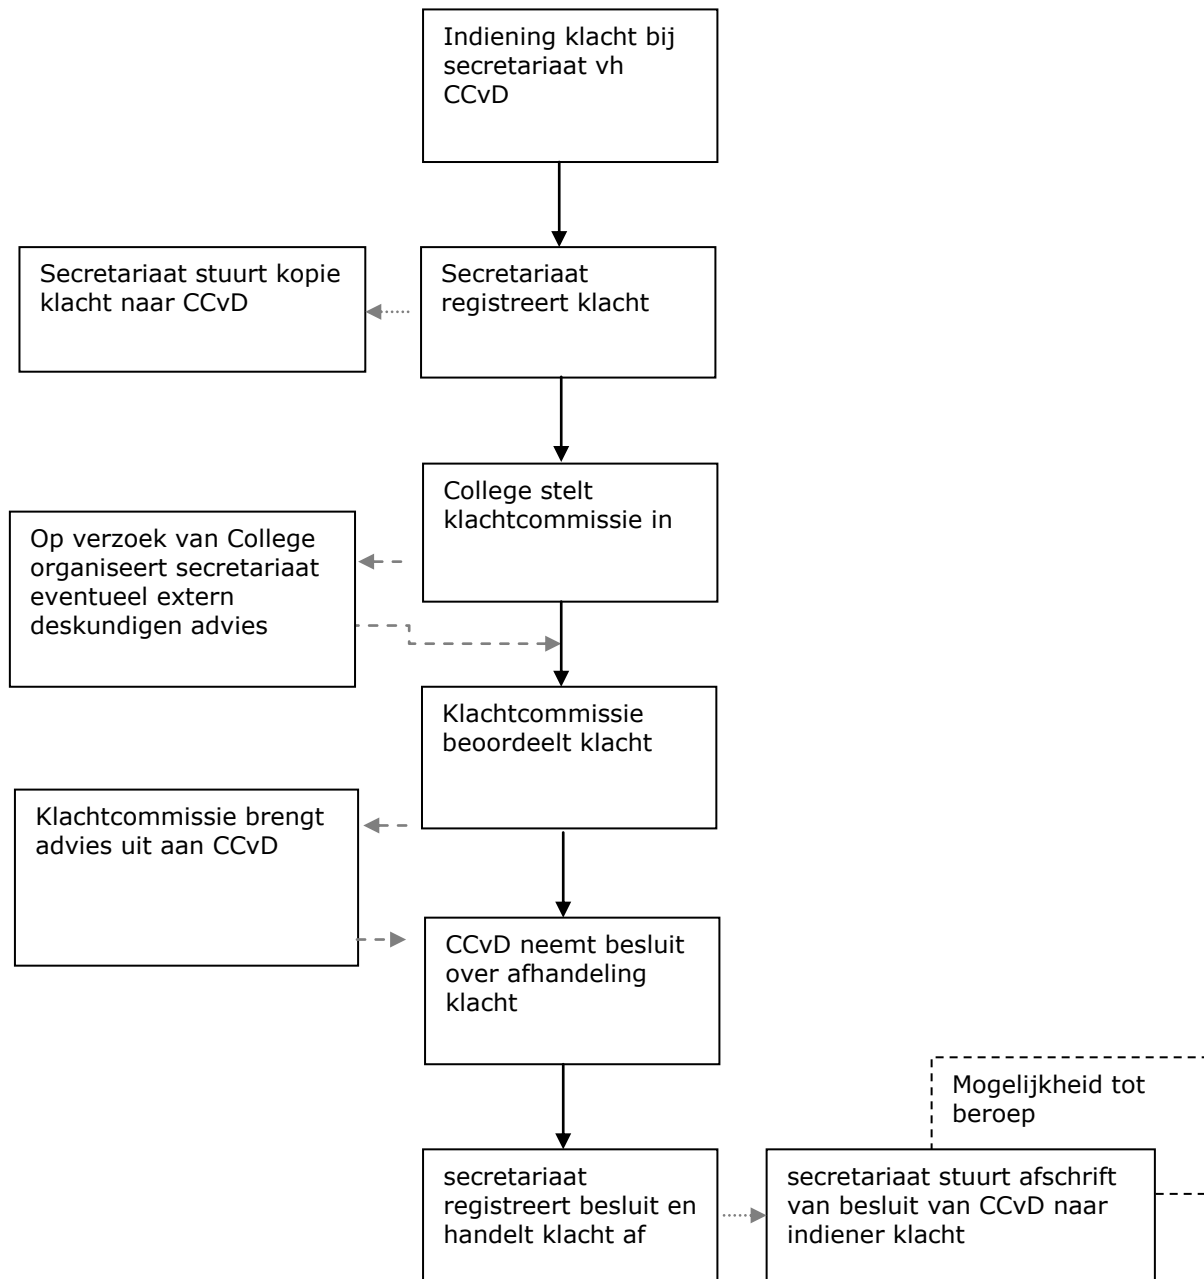 Indiening klacht bij
secretariaat vh
CCvD
Secretariaat stuurt kopie
klacht naar CCvD
Secretariaat
registreert klacht
College stelt
klachtcommissie in
Op verzoek van College
organiseert secretariaat
eventueel extern
deskundigen advies
Klachtcommissie
beoordeelt klacht
Klachtcommissie brengt
advies uit aan CCvD
CCvD neemt besluit
over afhandeling
klacht
Mogelijkheid tot
beroep
secretariaat
registreert besluit en
handelt klacht af
secretariaat stuurt afschrift
van besluit van CCvD naar
indiener klacht